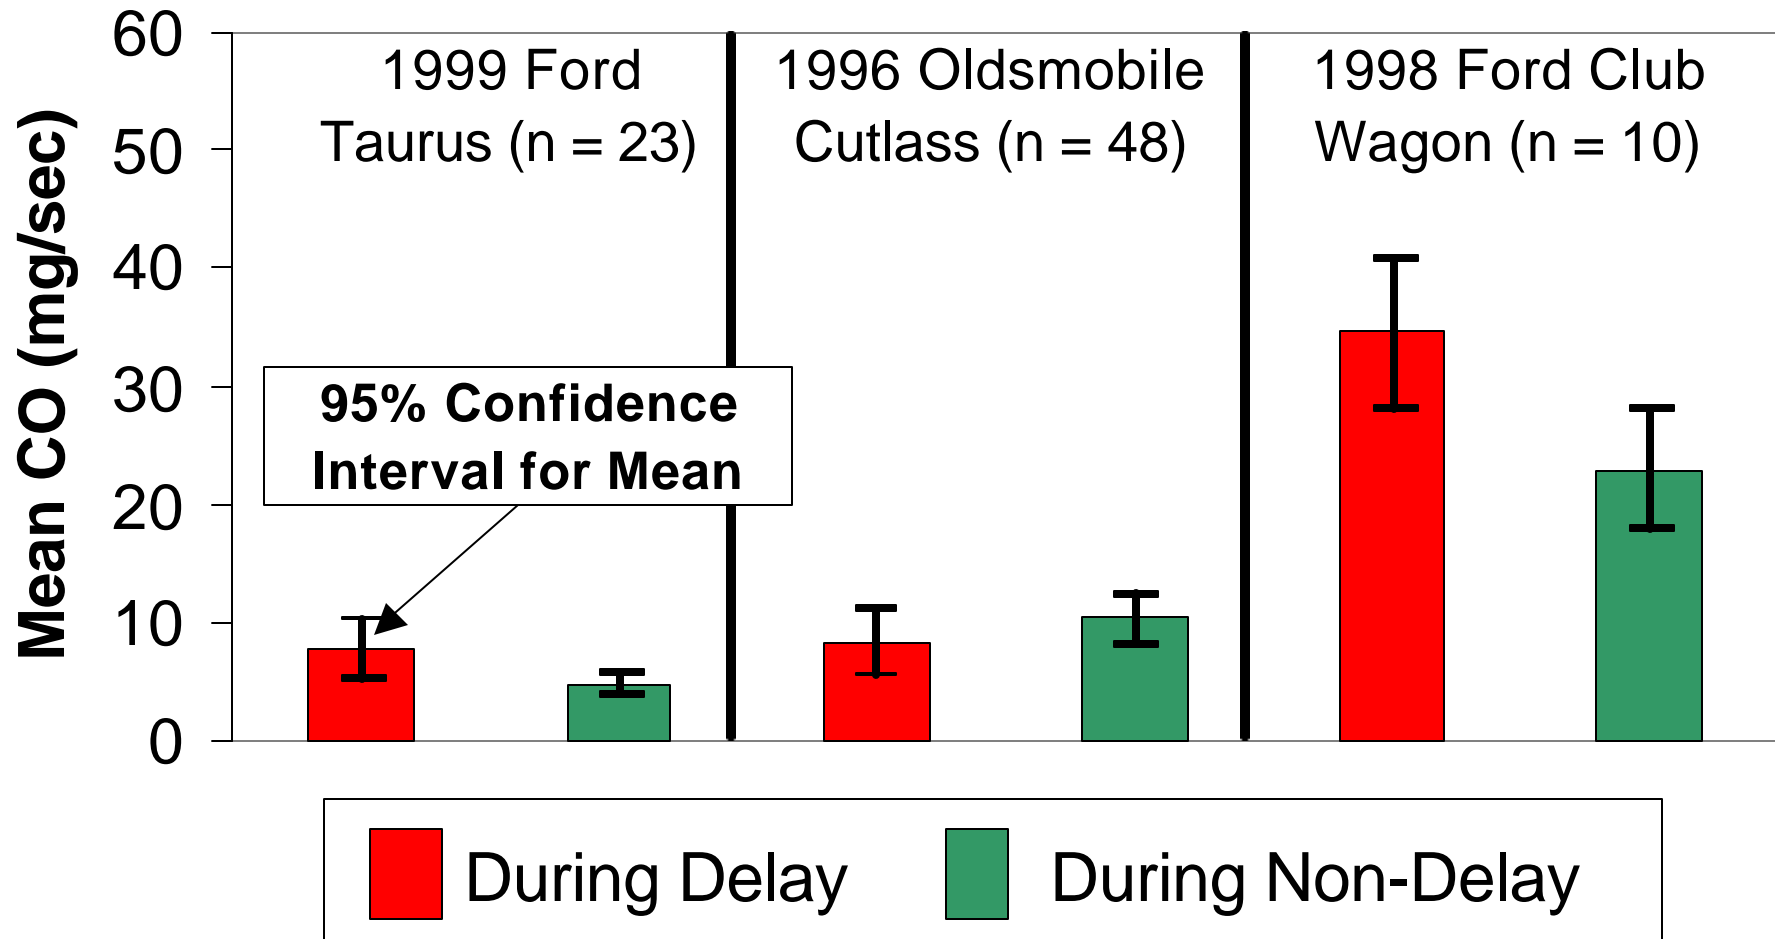 Mean CO (mg/sec)
60
50
40
30
20
10
0
1999 Ford
Taurus (n = 23)
1996 Oldsmobile
Cutlass (n = 48)
1998 Ford Club
Wagon (n = 10)
95% Confidence
Interval for Mean
During Delay
During Non-Delay